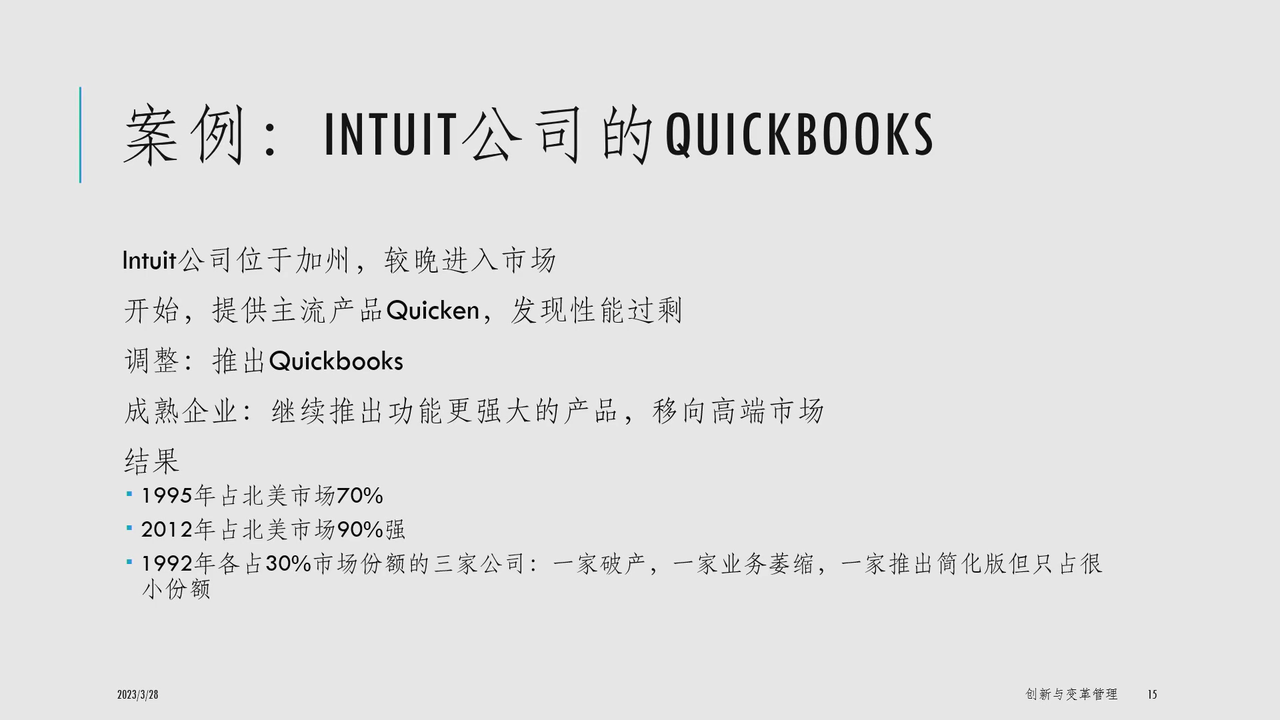 案例：INTUIT公司的QUICKBOOKS
Intuit公司位于加州，较晚进入市场
开始，提供主流产品Quicken，发现性能过剩
调整：推出Quickbooks
成熟企业：继续推出功能更强大的产品，移向高端市场
结果
▪ 1995年占北美市场70%
▪ 2012年占北美市场90%强
▪ 1992年各占30%市场份额的三家公司：一家破产，一家业务萎缩，一家推出简化版但只占很
小份额
2023/3/28 创新与变革管理 15